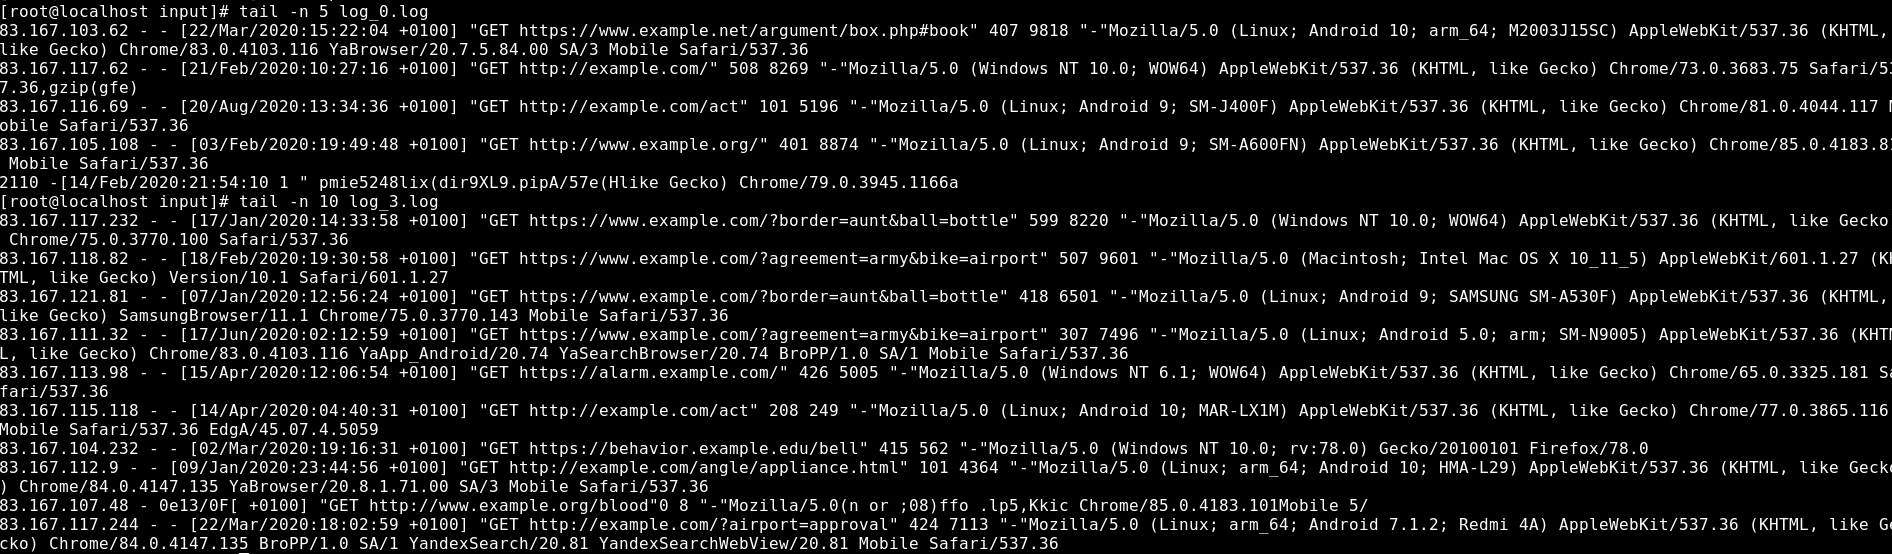 [root@localhost input]# tail -n 5 log_0.log
83.167.103.62 - - [22/Mar/2020:15:22:04 +0100] "GET https://www.example.net/argument/box.php#book" 407 9818 "-"Mozilla/5.0 (Linux; Android 10; arm_64; M2003J15SC) AppleWebKit/537.36 (KHTML,
like Gecko) Chrome/83.0.4103.116 YaBrowser/20.7.5.84.00 SA/3 Mobile Safari/537.36
83.167.117.62 - - [21/Feb/2020:10:27:16 +0100] "GET http://example.com/" 508 8269 "-"Mozilla/5.0 (Windows NT 10.0; WOW64) AppleWebKit/537.36 (KHTML, like Gecko) Chrome/73.0.3683.75 Safari/53
7.36,gzip(gfe)
83.167.116.69 - - [20/Aug/2020:13:34:36 +0100] "GET http://example.com/act" 101 5196 "-"Mozilla/5.0 (Linux; Android 9; SM-J400F) AppleWebKit/537.36 (KHTML, like Gecko) Chrome/81.0.4044.117 M
obile Safari/537.36
83.167.105.108 - - [03/Feb/2020:19:49:48 +0100] "GET http://www.example.org/" 401 8874 "-"Mozilla/5.0 (Linux; Android 9; SM-A600FN) AppleWebKit/537.36 (KHTML, like Gecko) Chrome/85.0.4183.81
Mobile Safari/537.36
2110 -[14/Feb/2020:21:54:10 1 " pmie5248lix(dir9XL9.pipA/57e(Hlike Gecko) Chrome/79.0.3945.1166a
[root@localhost input]# tail -n 10 log_3.log
83.167.117.232 - - [17/Jan/2020:14:33:58 +0100] "GET https://www.example.com/?border=aunt&ball=bottle" 599 8220 "-"Mozilla/5.0 (Windows NT 10.0; WOW64) AppleWebKit/537.36 (KHTML, like Gecko
Chrome/75.0.3770.100 Safari/537.36
83.167.118.82 - - [18/Feb/2020:19:30:58 +0100] "GET https://www.example.com/?agreement=army&bike=airport" 507 9601 "-"Mozilla/5.0 (Macintosh; Intel Mac OS X 10_11_5) AppleWebKit/601.1.27 (KH
TML, like Gecko) Version/10.1 Safari/601.1.27
83.167.121.81 - - [07/Jan/2020:12:56:24 +0100] "GET https://www.example.com/?border=aunt&ball=bottle" 418 6501 "-"Mozilla/5.0 (Linux; Android 9; SAMSUNG SM-A530F) AppleWebKit/537.36 (KHTML,
like Gecko) SamsungBrowser/11.1 Chrome/75.0.3770.143 Mobile Safari/537.36
83.167.111.32 - - [17/Jun/2020:02:12:59 +0100] "GET https://www.example.com/?agreement=army&bike=airport" 307 7496 "-"Mozilla/5.0 (Linux; Android 5.0; arm; SM-N9005) AppleWebKit/537.36 (KHTM
L, like Gecko) Chrome/83.0.4103.116 YaApp_Android/20.74 YaSearchBrowser/20.74 BroPP/1.0 SA/1 Mobile Safari/537.36
83.167.113.98 - - [15/Apr/2020:12:06:54 +0100] "GET https://alarm.example.com/" 426 5005 "-"Mozilla/5.0 (Windows NT 6.1; WOW64) AppleWebKit/537.36 (KHTML, like Gecko) Chrome/65.0.3325.181 Sa
fari/537.36
83.167.115.118 - - [14/Apr/2020:04:40:31 +0100] "GET http://example.com/act" 208 249 "-"Mozilla/5.0 (Linux; Android 10; MAR-LX1M) AppleWebKit/537.36 (KHTML, like Gecko) Chrome/77.0.3865.116
Mobile Safari/537.36 EdgA/45.07.4.5059
83.167.104.232 - - [02/Mar/2020:19:16:31 +0100] "GET https://behavior.example.edu/bell" 415 562 "-"Mozilla/5.0 (Windows NT 10.0; rv:78.0) Gecko/20100101 Firefox/78.0
83.167.112.9 - - [09/Jan/2020:23:44:56 +0100] "GET http://example.com/angle/appliance.html" 101 4364 "-"Mozilla/5.0 (Linux; arm_64; Android 10; HMA-L29) AppleWebKit/537.36 (KHTML, like Gecko
) Chrome/84.0.4147.135 YaBrowser/20.8.1.71.00 SA/3 Mobile Safari/537.36
83.167.107.48 - 0e13/0F[ +0100] "GET http://www.example.org/blood"0 8 "-"Mozilla/5.0(n or ;08)ffo .lp5,Kkic Chrome/85.0.4183.101Mobile 5/
83.167.117.244 - - [22/Mar/2020:18:02:59 +0100] "GET http://example.com/?airport=approval" 424 7113 "-"Mozilla/5.0 (Linux; arm_64; Android 7.1.2; Redmi 4A) AppleWebKit/537.36 (KHTML, like Ge
cko) Chrome/84.0.4147.135 BroPP/1.0 SA/1 YandexSearch/20.81 YandexSearchWebView/20.81 Mobile Safari/537.36